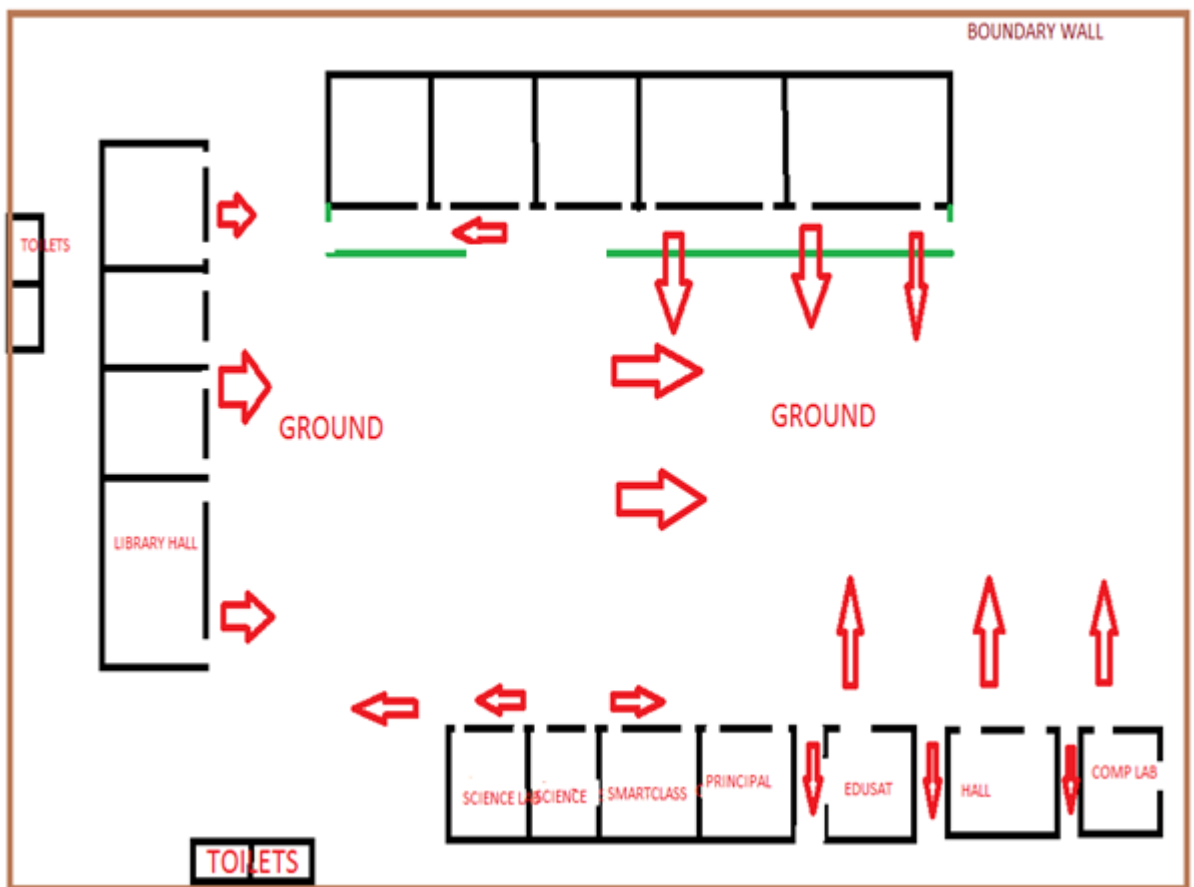 BOUNDARY WALL
TOILETS
GROUND
GROUND
LIBRARY HALL
SCIENCE LAB
SCIENCE
SMARTCLASS
PRINCIPAL
EDUSAT
HALL
COMP LAB
TOILETS